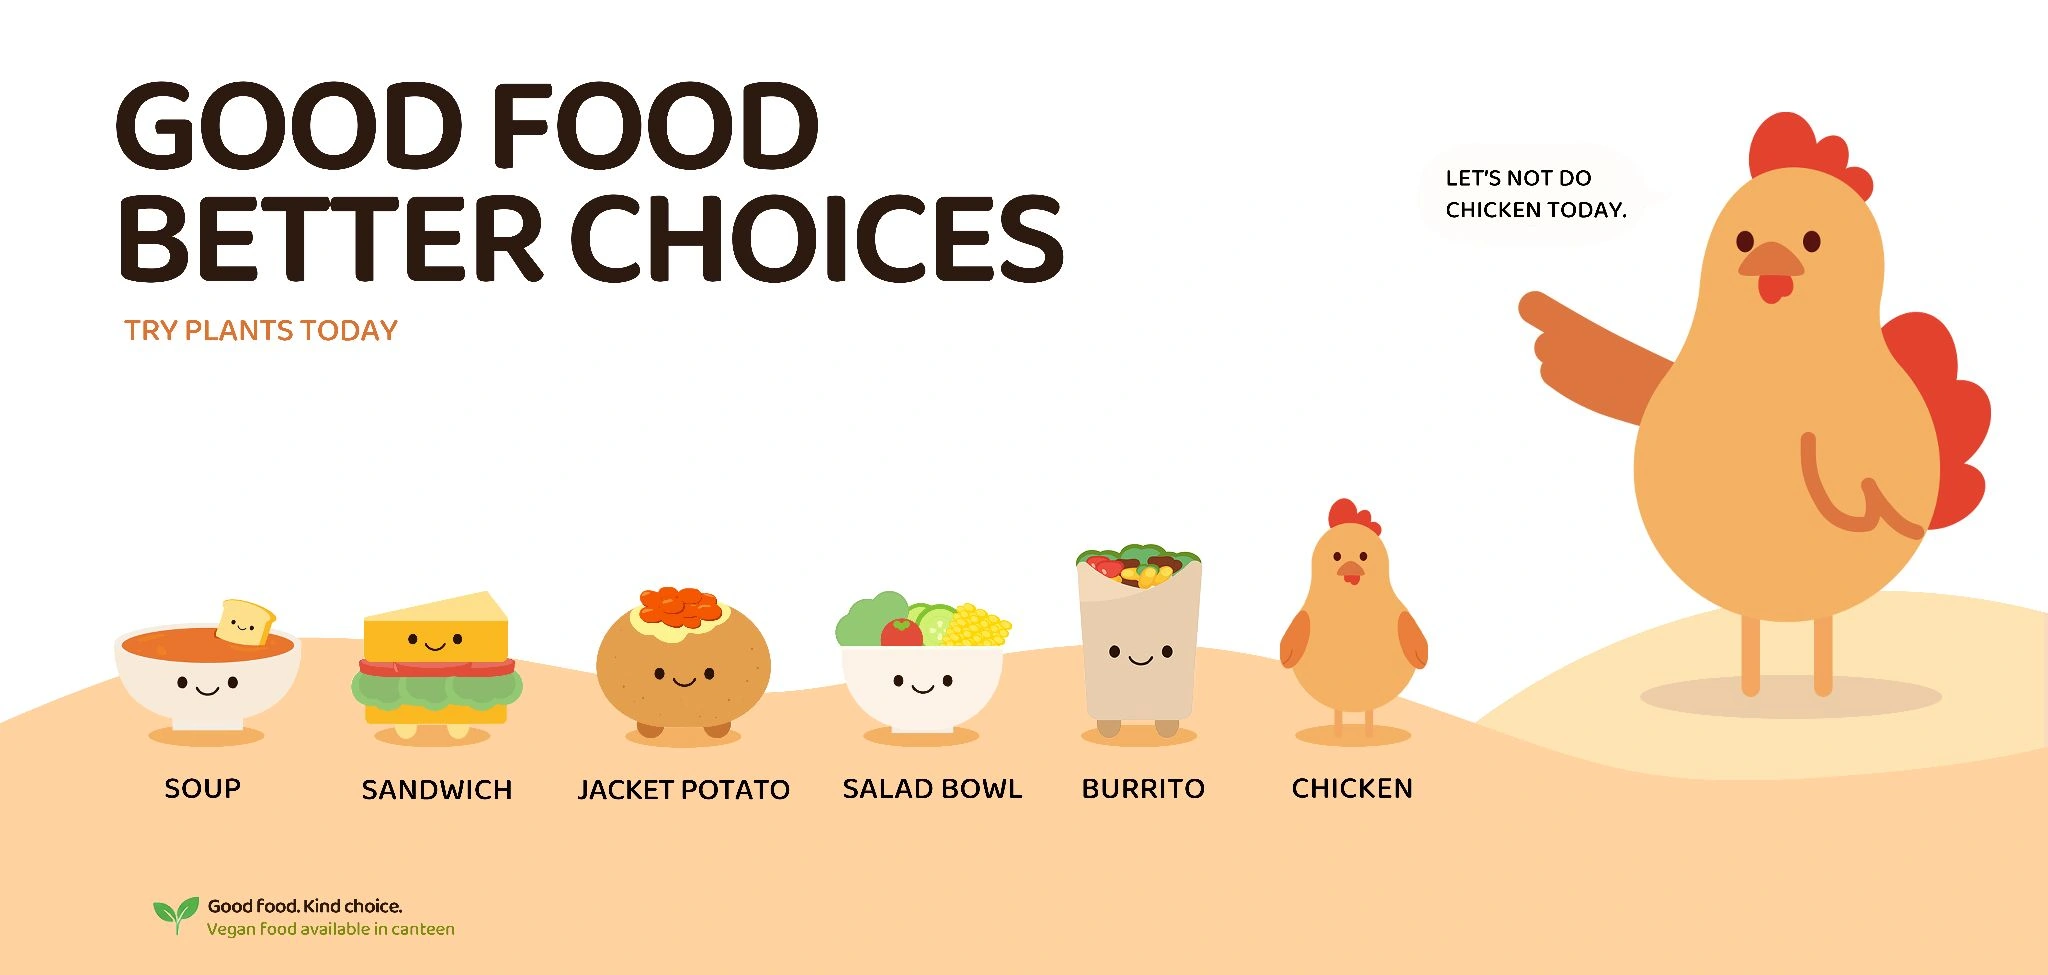 GOOD FOOD
BETTER CHOICES
TRY PLANTS TODAY
LET'S NOT DO
CHICKEN TODAY.
SOUP
SANDWICH
JACKET POTATO
SALAD BOWL
BURRITO
CHICKEN
Good food. Kind choice.
Vegan food available in canteen